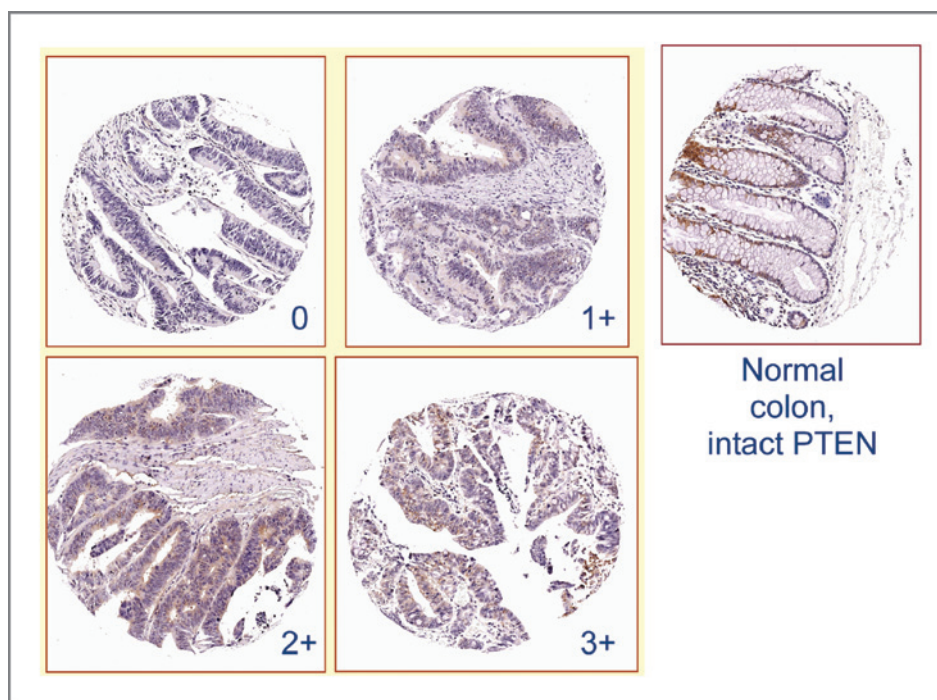 0
1+
Normal
colon,
intact PTEN
2+
3+